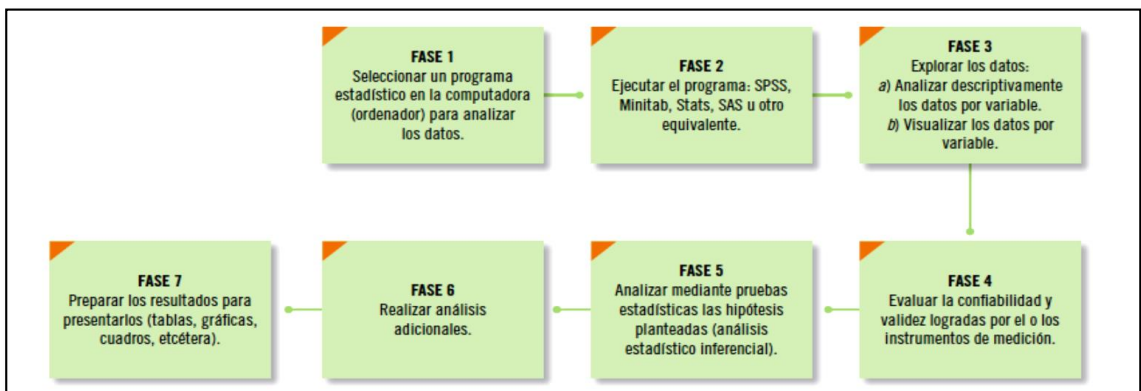 FASE 1
Seleccionar un programa
estadístico en la computadora
(ordenador) para analizar
los datos.
FASE 2
Ejecutar el programa: SPSS,
Minitab, Stats, SAS u otro
equivalente.
FASE 3
Explorar los datos:
a) Analizar descriptivamente
los datos por variable.
b) Visualizar los datos por
variable.
FASE 4
Evaluar la confiabilidad y
validez logradas por el o los
instrumentos de medición.
FASE 5
Analizar mediante pruebas
estadísticas las hipótesis
planteadas (análisis
estadístico inferencial).
FASE 6
Realizar análisis
adicionales.
FASE 7
Preparar los resultados para
presentarlos (tablas, gráficas,
cuadros, etcétera).